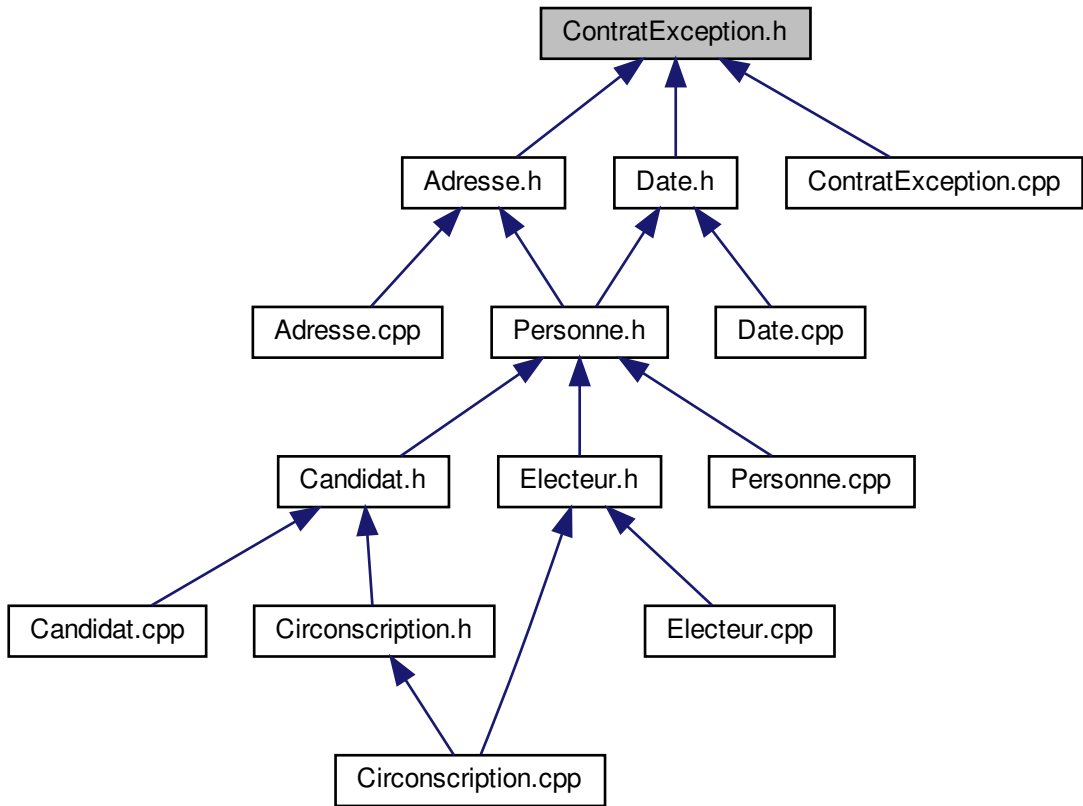 ContratException.h
Adresse.h
Date.h
ContratException.cpp
Adresse.cpp
Personne.h
Date.cpp
Candidat.h
Electeur.h
Personne.cpp
Candidat.cpp
Circonscription.h
Electeur.cpp
Circonscription.cpp